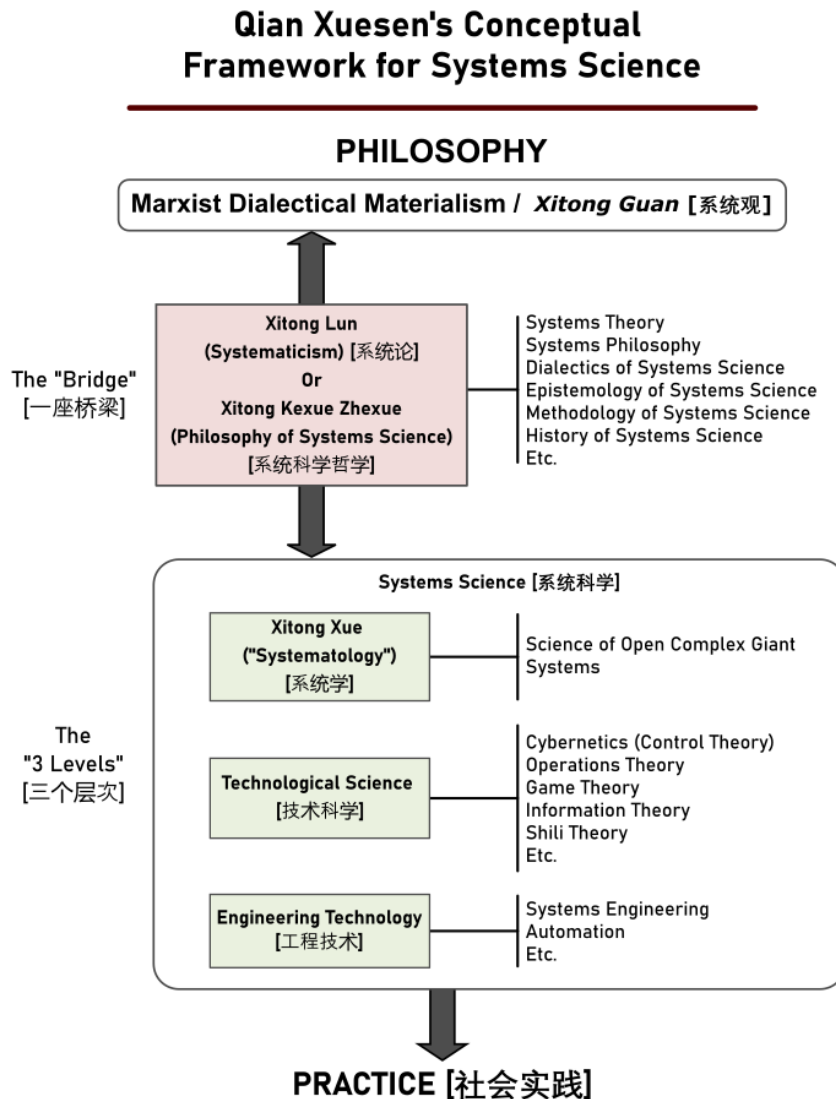 Qian Xuesen's Conceptual
Framework for Systems Science
PHILOSOPHY
Marxist Dialectical Materialism / Xitong Guan [系统观]
The "Bridge"
[一座桥梁]
Xitong Lun
(Systematicism) [系统论]
Or
Xitong Kexue Zhexue
(Philosophy of Systems Science)
[系统科学哲学]
Systems Theory
Systems Philosophy
Dialectics of Systems Science
Epistemology of Systems Science
Methodology of Systems Science
History of Systems Science
Etc.
The
"3 Levels"
[三个层次]
Systems Science [系统科学]
Xitong Xue
("Systematology")
[系统学]
Science of Open Complex Giant
Systems
Technological Science
[技术科学]
Cybernetics (Control Theory)
Operations Theory
Game Theory
Information Theory
Shili Theory
Etc.
Engineering Technology
[工程技术]
Systems Engineering
Automation
Etc.
PRACTICE [社会实践]